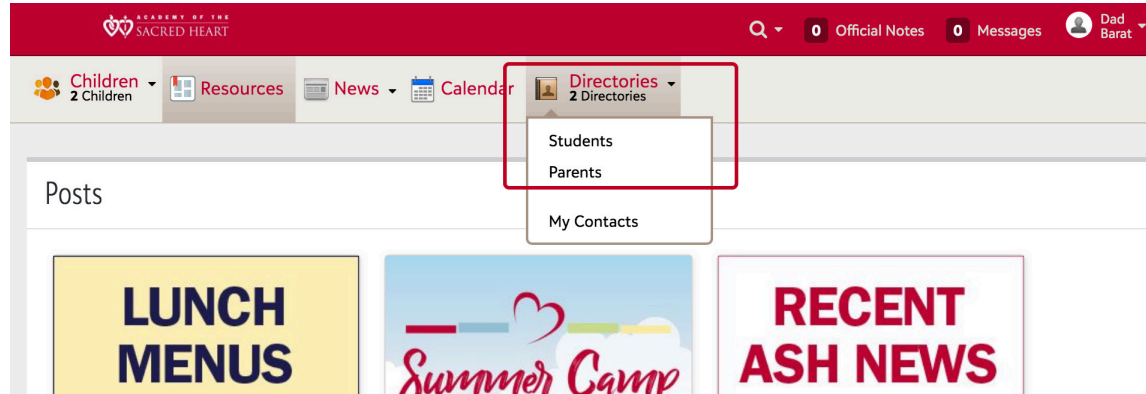 ACADEMY OF THE
SACRED HEART
0 Official Notes
0 Messages
Dad
Barat
Children
2 Children
Resources
News
Calendar
Directories
2 Directories
Students
Parents
My Contacts
Posts
LUNCH
MENUS
Summer Camp
RECENT
ASH NEWS